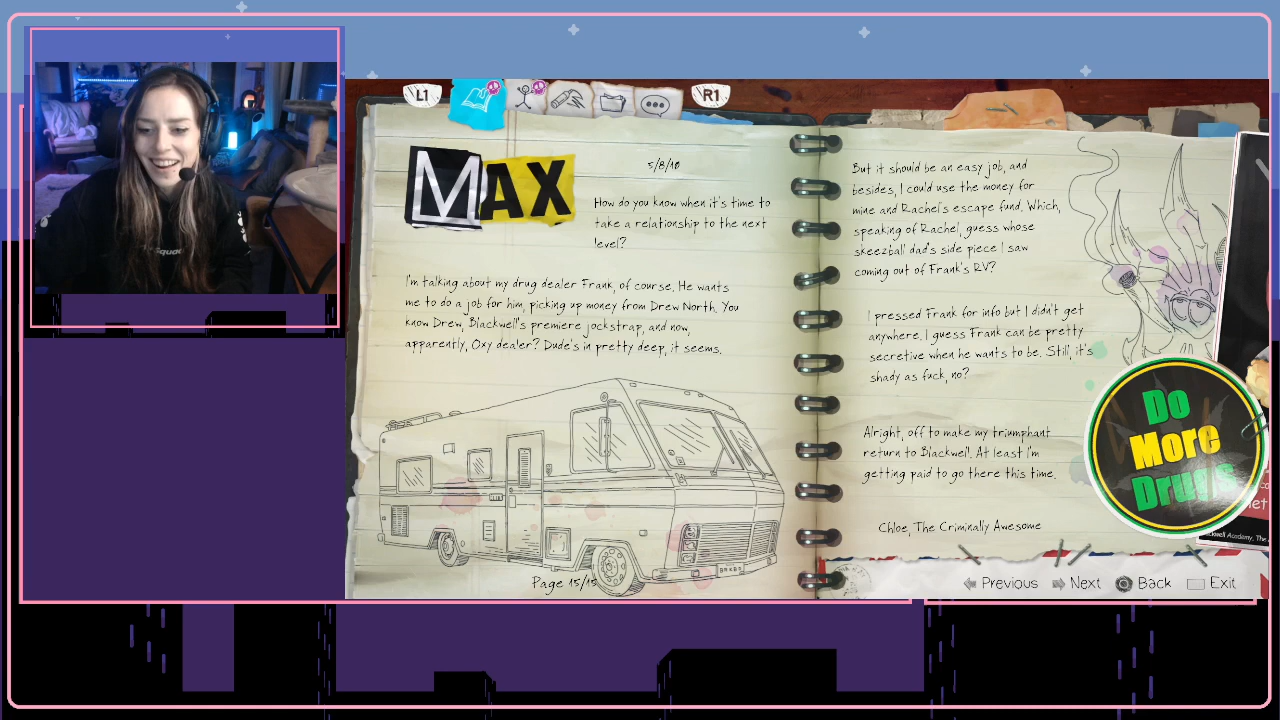 L1
R1
MAX
5/8/10
How do you know when it's time to
take a relationship to the next
level?
I'm talking about my drug dealer Frank, of course. He wants
me to do a job for him, picking up money from Drew North. You
know Drew, Blackwell's premiere jockstrap, and now,
apparently, Oxy dealer? Dude's in pretty deep, it seems.
Page 15/15
But it should be an easy job, and
besides, I could use the money for
mine and Rachel's escape fund. Which,
speaking of Rachel, guess whose
skeezball dad's side piece I saw
coming out of Frank's RV?
I pressed Frank for info but I didn't get
anywhere. I guess Frank can be pretty
secretive when he wants to be. Still, it's
shady as fuck, no?
Alright, off to make my triumphant
return to Blackwell. At least I'm
getting paid to go there this time.
Chloe, The Criminally Awesome
Do
More
Drugs
Previous
Next
Back
Exit